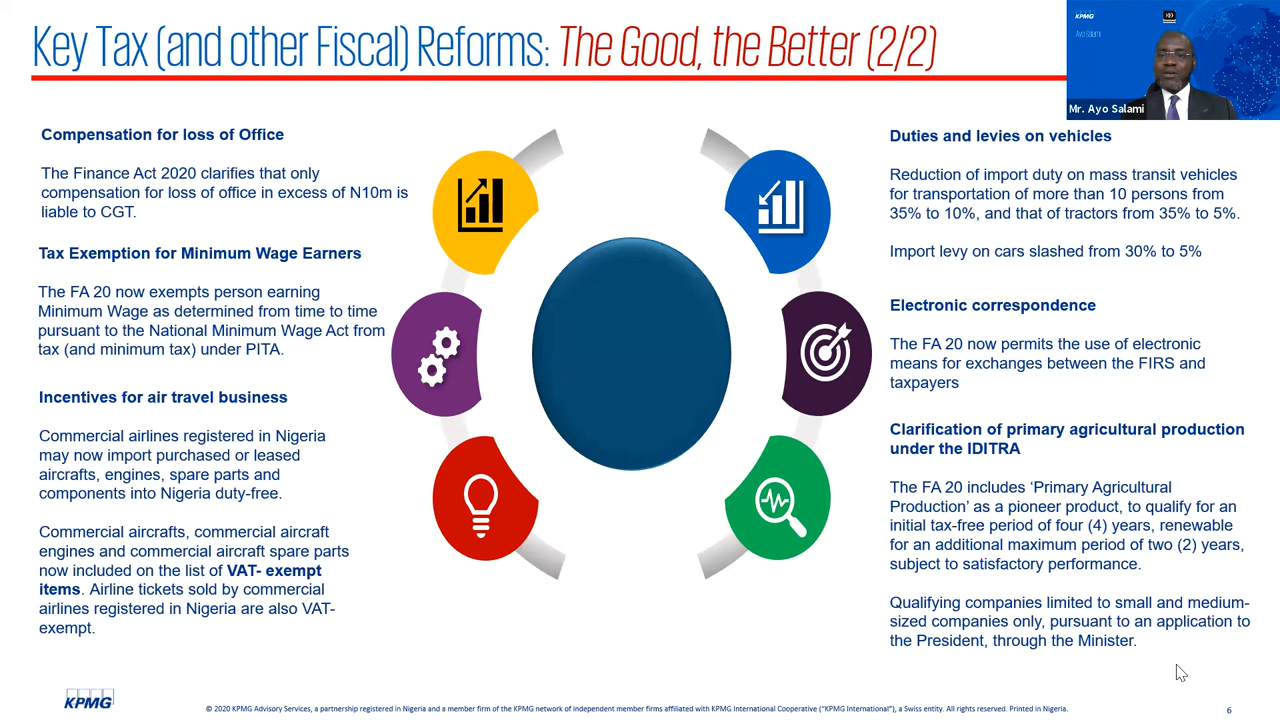 Key Tax (and other Fiscal) Reforms: The Good, the Better (2/2)
KPMG
Ayo Salami
Mr. Ayo Salami
Compensation for loss of Office
The Finance Act 2020 clarifies that only
compensation for loss of office in excess of N10m is
liable to CGT.
Tax Exemption for Minimum Wage Earners
The FA 20 now exempts person earning
Minimum Wage as determined from time to time
pursuant to the National Minimum Wage Act from
tax (and minimum tax) under PITA.
Incentives for air travel business
Commercial airlines registered in Nigeria
may now import purchased or leased
aircrafts, engines, spare parts and
components into Nigeria duty-free.
Commercial aircrafts, commercial aircraft
engines and commercial aircraft spare parts
now included on the list of VAT- exempt
items. Airline tickets sold by commercial
airlines registered in Nigeria are also VAT-
exempt.
Duties and levies on vehicles
Reduction of import duty on mass transit vehicles
for transportation of more than 10 persons from
35% to 10%, and that of tractors from 35% to 5%.
Import levy on cars slashed from 30% to 5%
Electronic correspondence
The FA 20 now permits the use of electronic
means for exchanges between the FIRS and
taxpayers
Clarification of primary agricultural production
under the IDITRA
The FA 20 includes ‘Primary Agricultural
Production’ as a pioneer product, to qualify for an
initial tax-free period of four (4) years, renewable
for an additional maximum period of two (2) years,
subject to satisfactory performance.
Qualifying companies limited to small and medium-
sized companies only, pursuant to an application to
the President, through the Minister.
KPMG
© 2020 KPMG Advisory Services, a partnership registered in Nigeria and a member firm of the KPMG network of independent member firms affiliated with KPMG International Cooperative (“KPMG International”), a Swiss entity. All rights reserved. Printed in Nigeria.
6